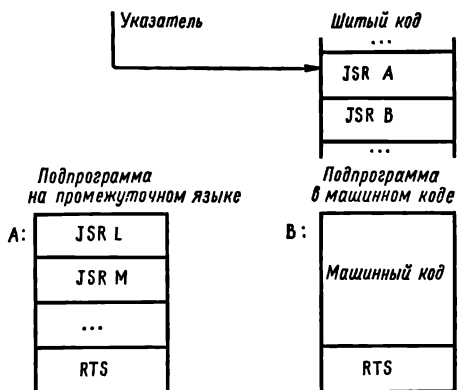 Указатель
Шитый код
...
JSR A
JSR B
...
Подпрограмма
на промежуточном языке
A:
JSR L
JSR M
...
RTS
Подпрограмма
в машинном коде
B:
Машинный код
RTS